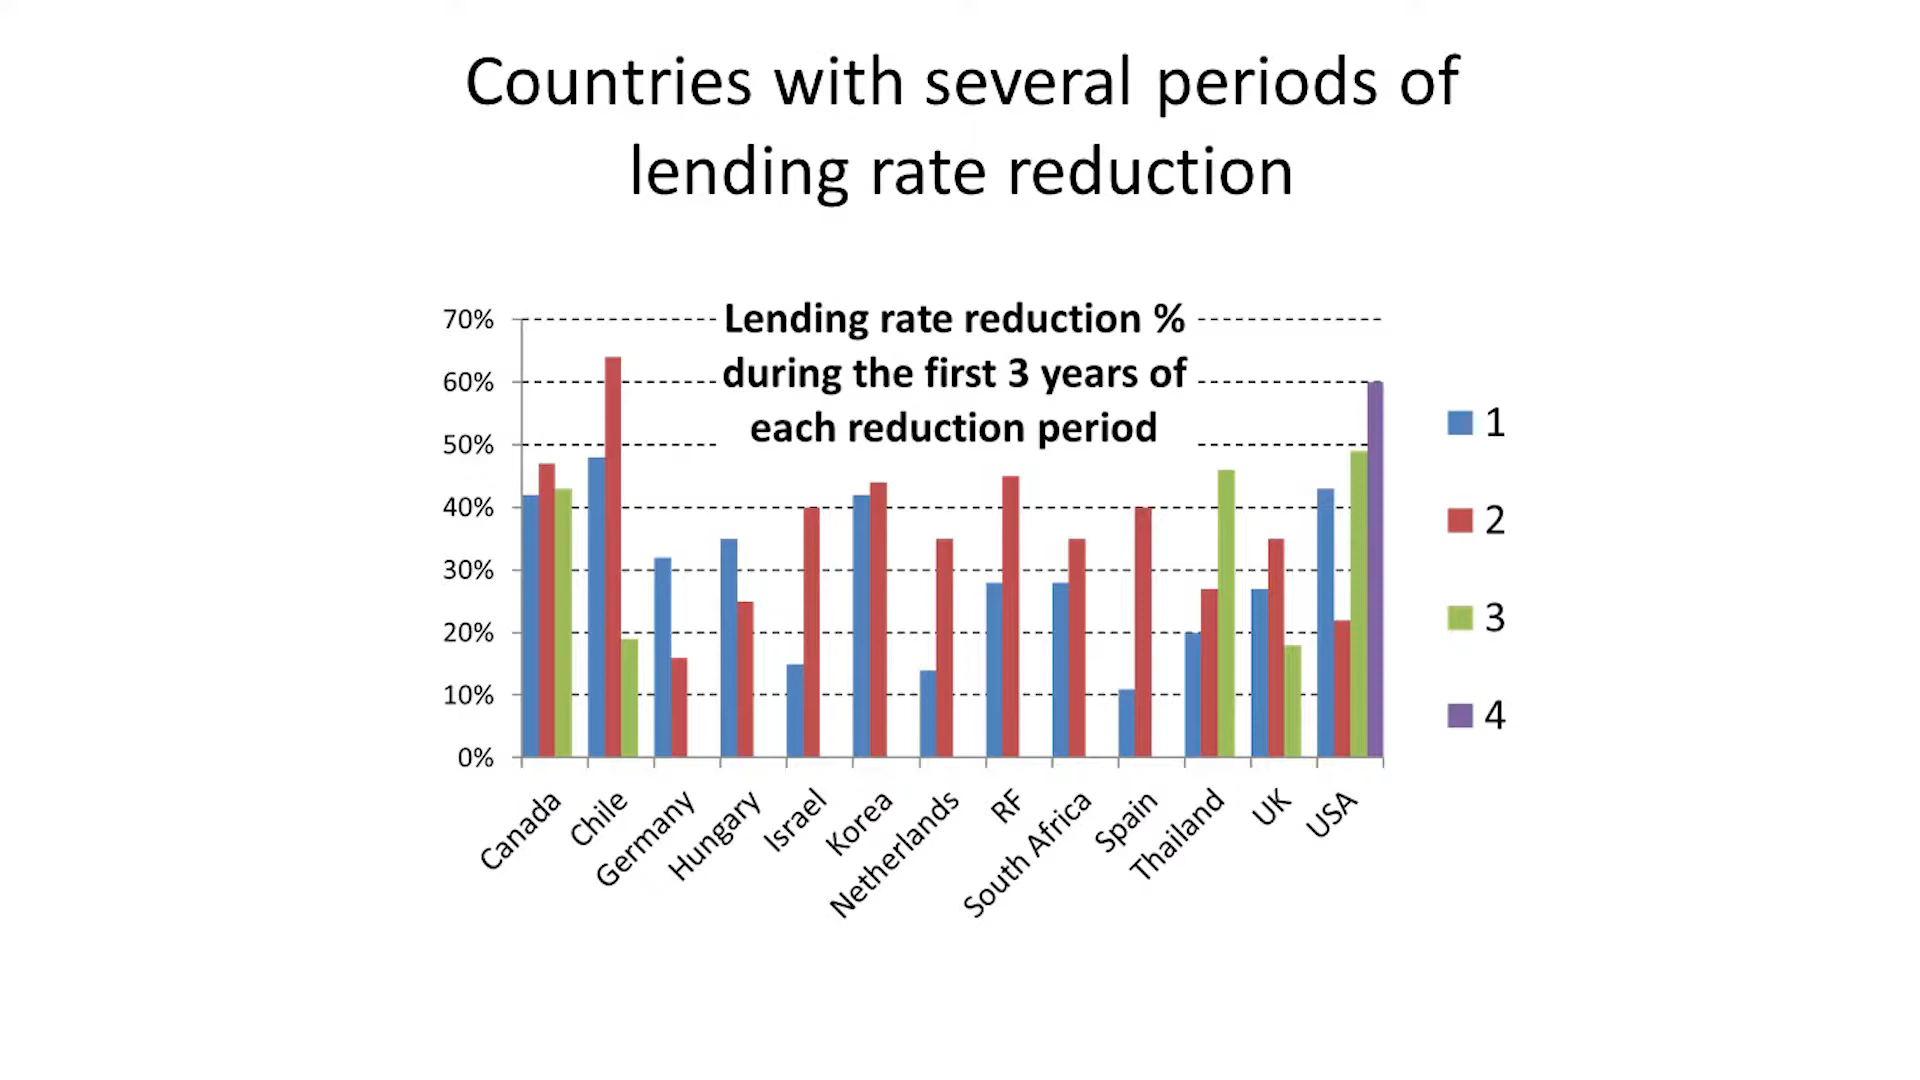 Countries with several periods of
lending rate reduction
Lending rate reduction %
during the first 3 years of
each reduction period
70%
60%
50%
40%
30%
20%
10%
0%
Canada
Chile
Germany
Hungary
Israel
Korea
Netherlands
RF
South Africa
Spain
Thailand
UK
USA
1
2
3
4